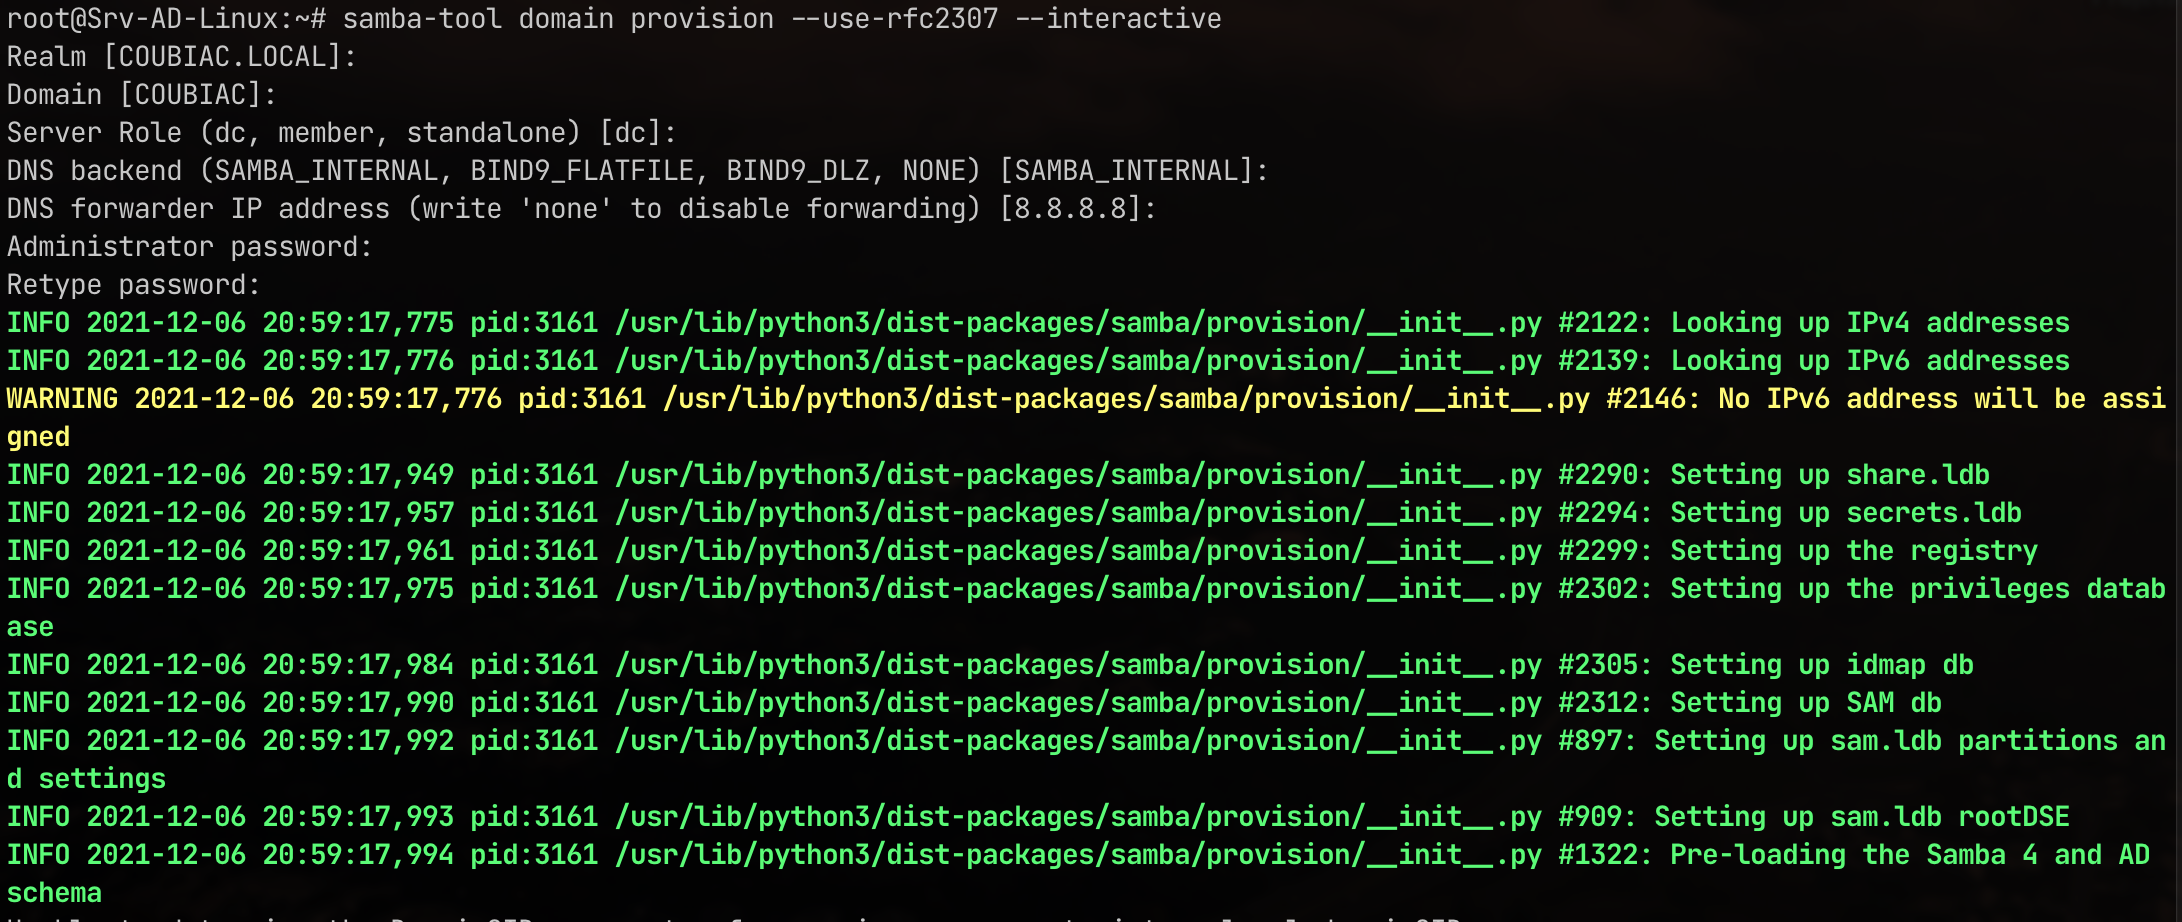 root@Srv-AD-Linux:~# samba-tool domain provision --use-rfc2307 --interactive
Realm [COUBIAC.LOCAL]:
Domain [COUBIAC]:
Server Role (dc, member, standalone) [dc]:
DNS backend (SAMBA_INTERNAL, BIND9_FLATFILE, BIND9_DLZ, NONE) [SAMBA_INTERNAL]:
DNS forwarder IP address (write 'none' to disable forwarding) [8.8.8.8]:
Administrator password:
Retype password:
INFO 2021-12-06 20:59:17,775 pid:3161 /usr/lib/python3/dist-packages/samba/provision/__init__.py #2122: Looking up IPv4 addresses
INFO 2021-12-06 20:59:17,776 pid:3161 /usr/lib/python3/dist-packages/samba/provision/__init__.py #2139: Looking up IPv6 addresses
WARNING 2021-12-06 20:59:17,776 pid:3161 /usr/lib/python3/dist-packages/samba/provision/__init__.py #2146: No IPv6 address will be assi
gned
INFO 2021-12-06 20:59:17,949 pid:3161 /usr/lib/python3/dist-packages/samba/provision/__init__.py #2290: Setting up share.ldb
INFO 2021-12-06 20:59:17,957 pid:3161 /usr/lib/python3/dist-packages/samba/provision/__init__.py #2294: Setting up secrets.ldb
INFO 2021-12-06 20:59:17,961 pid:3161 /usr/lib/python3/dist-packages/samba/provision/__init__.py #2299: Setting up the registry
INFO 2021-12-06 20:59:17,975 pid:3161 /usr/lib/python3/dist-packages/samba/provision/__init__.py #2302: Setting up the privileges datab
ase
INFO 2021-12-06 20:59:17,984 pid:3161 /usr/lib/python3/dist-packages/samba/provision/__init__.py #2305: Setting up idmap db
INFO 2021-12-06 20:59:17,990 pid:3161 /usr/lib/python3/dist-packages/samba/provision/__init__.py #2312: Setting up SAM db
INFO 2021-12-06 20:59:17,992 pid:3161 /usr/lib/python3/dist-packages/samba/provision/__init__.py #897: Setting up sam.ldb partitions an
d settings
INFO 2021-12-06 20:59:17,993 pid:3161 /usr/lib/python3/dist-packages/samba/provision/__init__.py #909: Setting up sam.ldb rootDSE
INFO 2021-12-06 20:59:17,994 pid:3161 /usr/lib/python3/dist-packages/samba/provision/__init__.py #1322: Pre-loading the Samba 4 and AD
schema